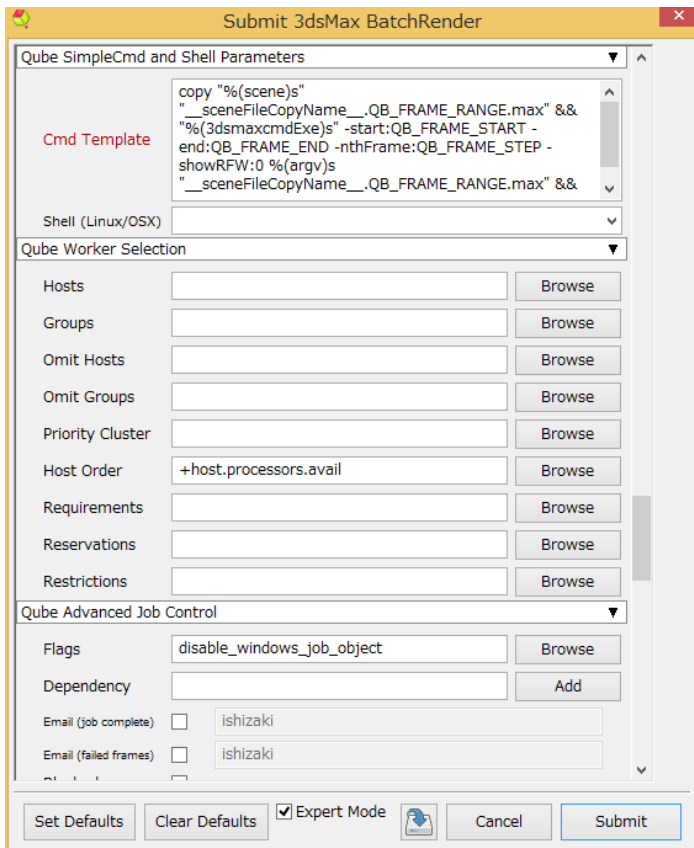 Submit 3dsMax BatchRender
Qube SimpleCmd and Shell Parameters
Cmd Template
copy "%(scene)s"
"__sceneFileCopyName__.QB_FRAME_RANGE.max" &&
"%(3dsmaxcmdExe)s" -start:QB_FRAME_START -
end:QB_FRAME_END -nthFrame:QB_FRAME_STEP -
showRFW:0 %(argv)s
"__sceneFileCopyName__.QB_FRAME_RANGE.max" &&
Shell (Linux/OSX)
Qube Worker Selection
Hosts Browse
Groups Browse
Omit Hosts Browse
Omit Groups Browse
Priority Cluster Browse
Host Order +host.processors.avail Browse
Requirements Browse
Reservations Browse
Restrictions Browse
Qube Advanced Job Control
Flags disable_windows_job_object Browse
Dependency Add
Email (job complete) ishizaki
Email (failed frames) ishizaki
Set Defaults Clear Defaults Expert Mode Cancel Submit